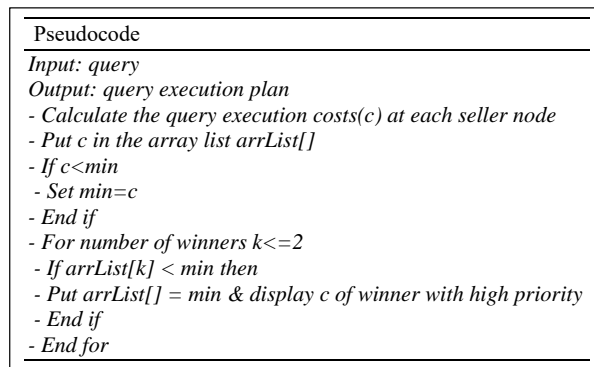 Pseudocode
Input: query
Output: query execution plan
- Calculate the query execution costs(c) at each seller node
- Put c in the array list arrList[]
- If c<min
- Set min=c
- End if
- For number of winners k<=2
- If arrList[k] < min then
- Put arrList[] = min & display c of winner with high priority
- End if
- End for